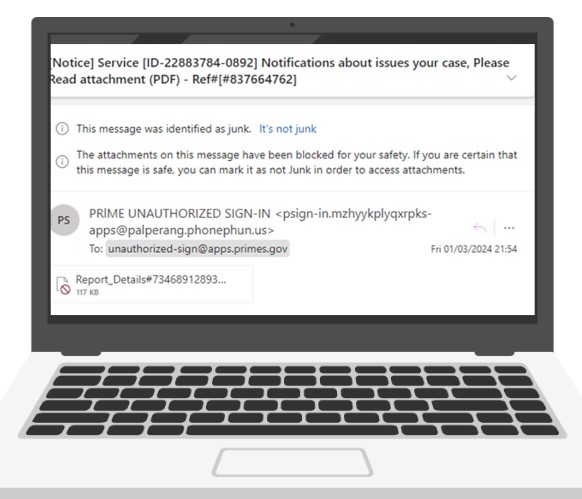 [Notice] Service [ID-22883784-0892] Notifications about issues your case, Please
Read attachment (PDF) - Ref#[#837664762]
This message was identified as junk. It's not junk
The attachments on this message have been blocked for your safety. If you are certain that
this message is safe, you can mark it as not Junk in order to access attachments.
PS
PRİME UNAUTHORIZED SIGN-IN <psign-in.mzhyykplyqxrpks-
apps@palperang.phonephun.us>
To: unauthorized-sign@apps.primes.gov
Fri 01/03/2024 21:54
Report_Details#73468912893...
117 KB